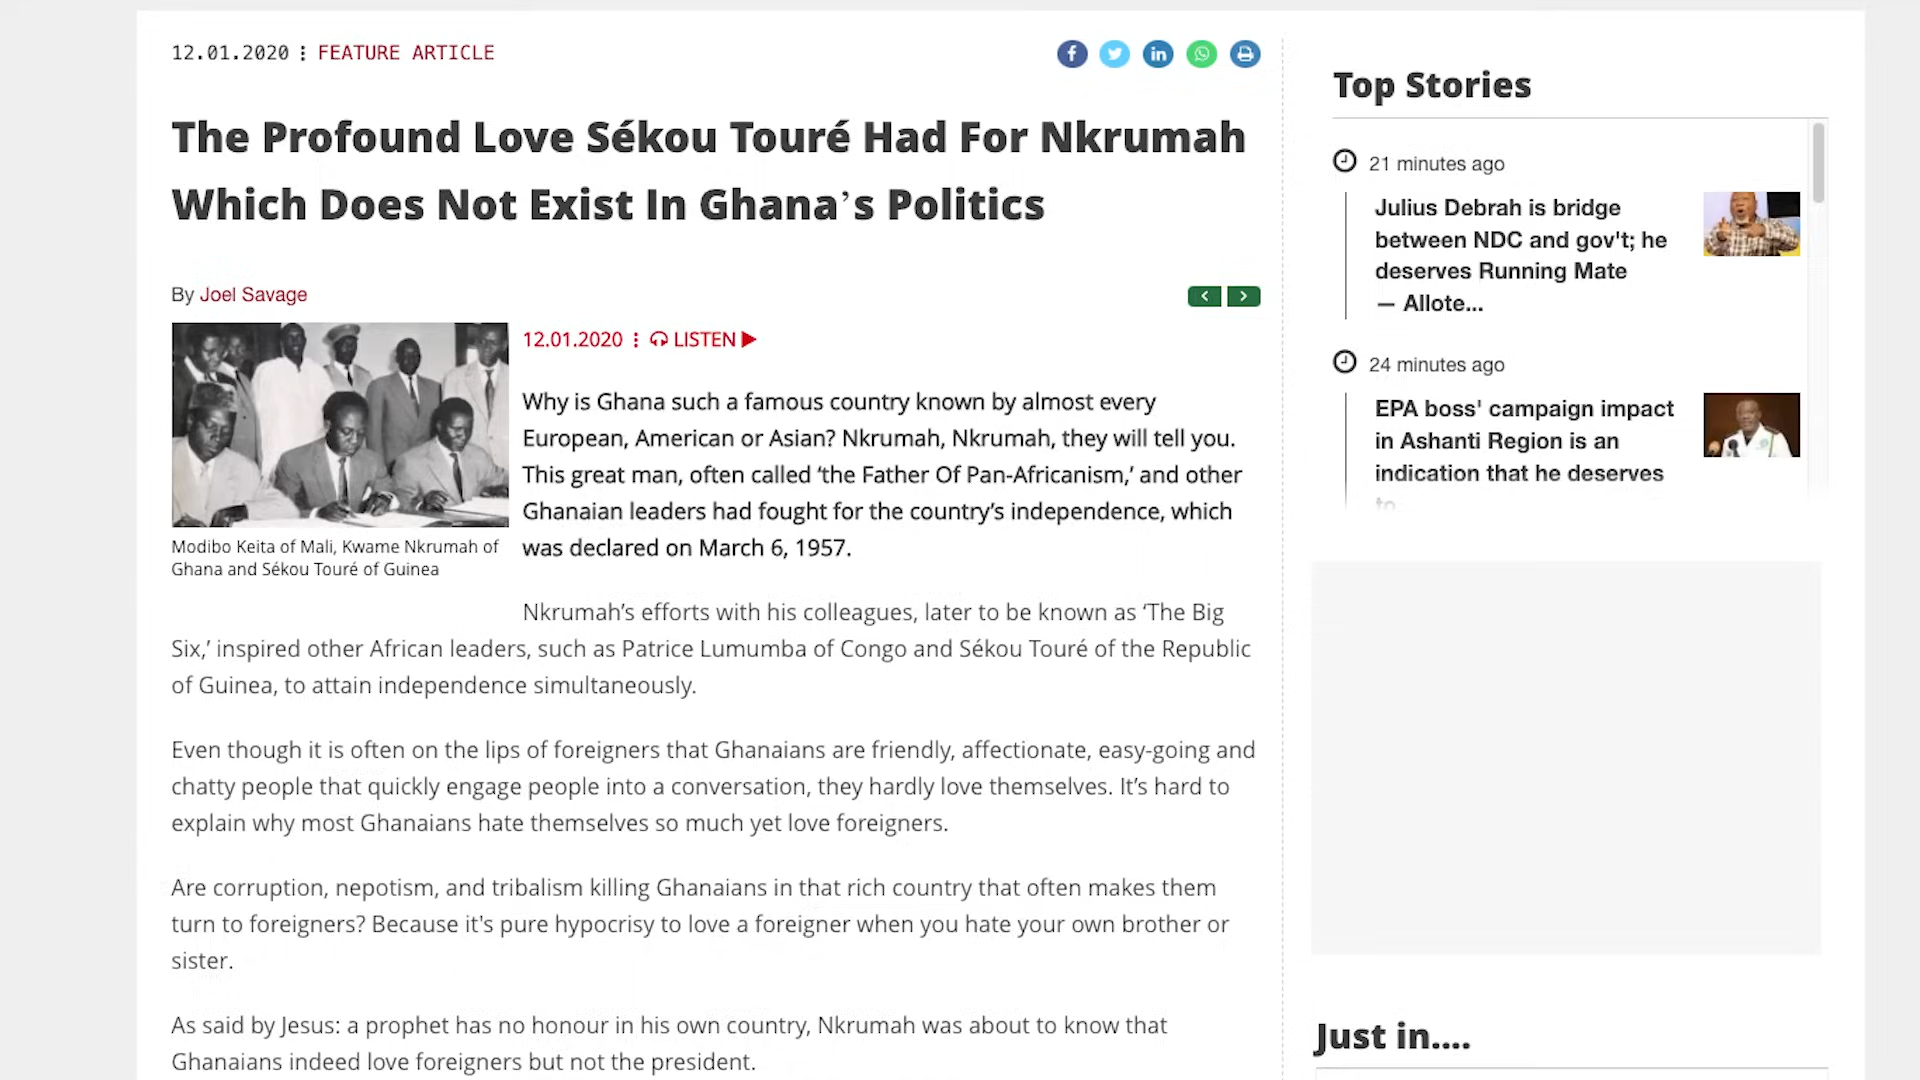 12.01.2020 ⋮ FEATURE ARTICLE
The Profound Love Sékou Touré Had For Nkrumah
Which Does Not Exist In Ghana’s Politics
By Joel Savage
12.01.2020 ⋮ LISTEN
Why is Ghana such a famous country known by almost every
European, American or Asian? Nkrumah, Nkrumah, they will tell you.
This great man, often called ‘the Father Of Pan-Africanism,’ and other
Ghanaian leaders had fought for the country’s independence, which
was declared on March 6, 1957.
Modibo Keita of Mali, Kwame Nkrumah of
Ghana and Sékou Touré of Guinea
Nkrumah’s efforts with his colleagues, later to be known as ‘The Big
Six,’ inspired other African leaders, such as Patrice Lumumba of Congo and Sékou Touré of the Republic
of Guinea, to attain independence simultaneously.
Even though it is often on the lips of foreigners that Ghanaians are friendly, affectionate, easy-going and
chatty people that quickly engage people into a conversation, they hardly love themselves. It’s hard to
explain why most Ghanaians hate themselves so much yet love foreigners.
Are corruption, nepotism, and tribalism killing Ghanaians in that rich country that often makes them
turn to foreigners? Because it's pure hypocrisy to love a foreigner when you hate your own brother or
sister.
As said by Jesus: a prophet has no honour in his own country, Nkrumah was about to know that
Ghanaians indeed love foreigners but not the president.
Top Stories
21 minutes ago
Julius Debrah is bridge
between NDC and gov't; he
deserves Running Mate
— Allote...
24 minutes ago
EPA boss' campaign impact
in Ashanti Region is an
indication that he deserves
to
Just in....